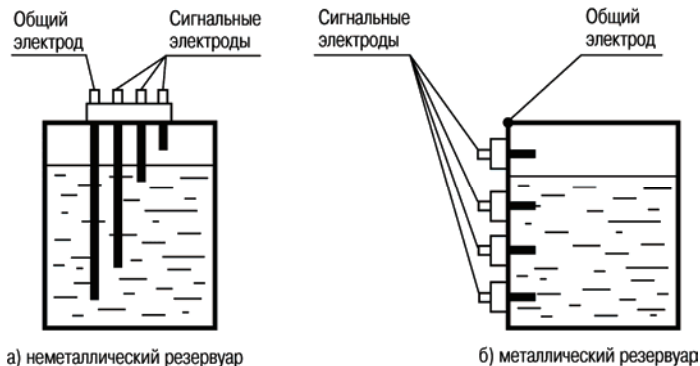 Общий
электрод
Сигнальные
электроды
Сигнальные
электроды
Общий
электрод
а) неметаллический резервуар
б) металлический резервуар